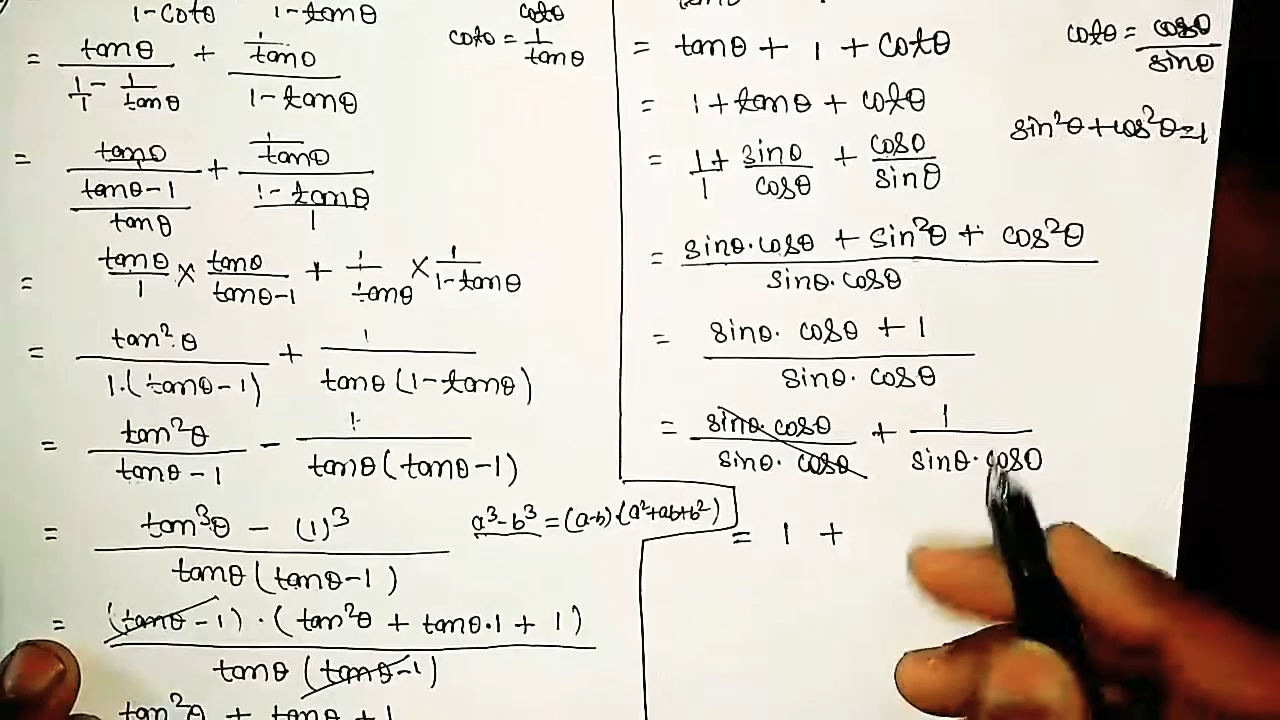 1-cotθ 1-tanθ
= tanθ/(1/1 - 1/tanθ) + (1/tanθ)/(1-tanθ)
cotθ
cotθ = 1/tanθ
= tanθ/((tanθ-1)/tanθ) + (1/tanθ)/((1-tanθ)/1)
= tanθ/1 × tanθ/(tanθ-1) + 1/tanθ × 1/(1-tanθ)
= tan²θ/(1·(tanθ-1)) + 1/(tanθ(1-tanθ))
= tan²θ/(tanθ-1) - 1/(tanθ(tanθ-1))
= (tan³θ - (1)³)/(tanθ(tanθ-1))
a³-b³ = (a-b)·(a²+ab+b²)
= ((tanθ-1)·(tan²θ + tanθ·1 + 1))/(tanθ(tanθ-1))
tan²θ + tanθ + 1
= tanθ + 1 + cotθ
= 1 + tanθ + cotθ
= 1/1 + sinθ/cosθ + cosθ/sinθ
= (sinθ·cosθ + sin²θ + cos²θ)/(sinθ·cosθ)
= (sinθ·cosθ + 1)/(sinθ·cosθ)
= (sinθ·cosθ)/(sinθ·cosθ) + 1/(sinθ·cosθ)
= 1 +
cotθ = cosθ/sinθ
sin²θ+cos²θ=1